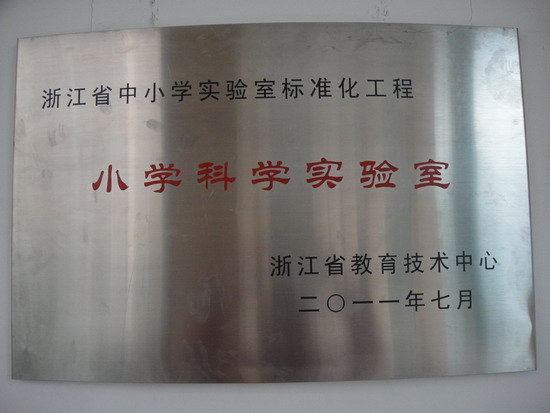 浙江省中小学实验室标准化工程
小学科学实验室
浙江省教育技术中心
二〇一一年七月